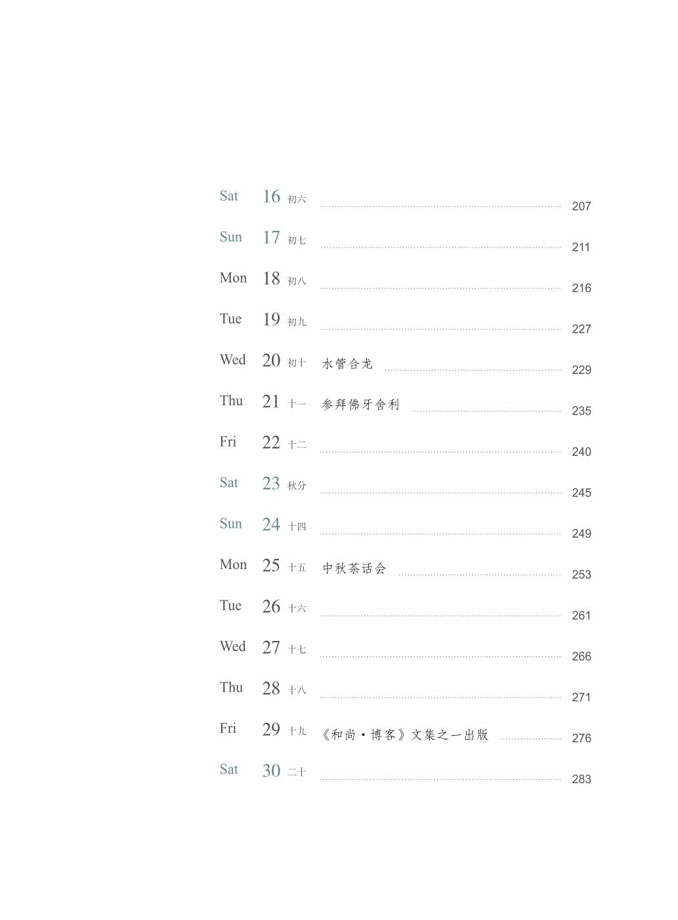 Sat 16 初六 207
Sun 17 初七 211
Mon 18 初八 216
Tue 19 初九 227
Wed 20 初十 水管合龙 229
Thu 21 十一 参拜佛牙舍利 235
Fri 22 十二 240
Sat 23 秋分 245
Sun 24 十四 249
Mon 25 十五 中秋茶话会 253
Tue 26 十六 261
Wed 27 十七 266
Thu 28 十八 271
Fri 29 十九 《和尚·博客》文集之一出版 276
Sat 30 二十 283